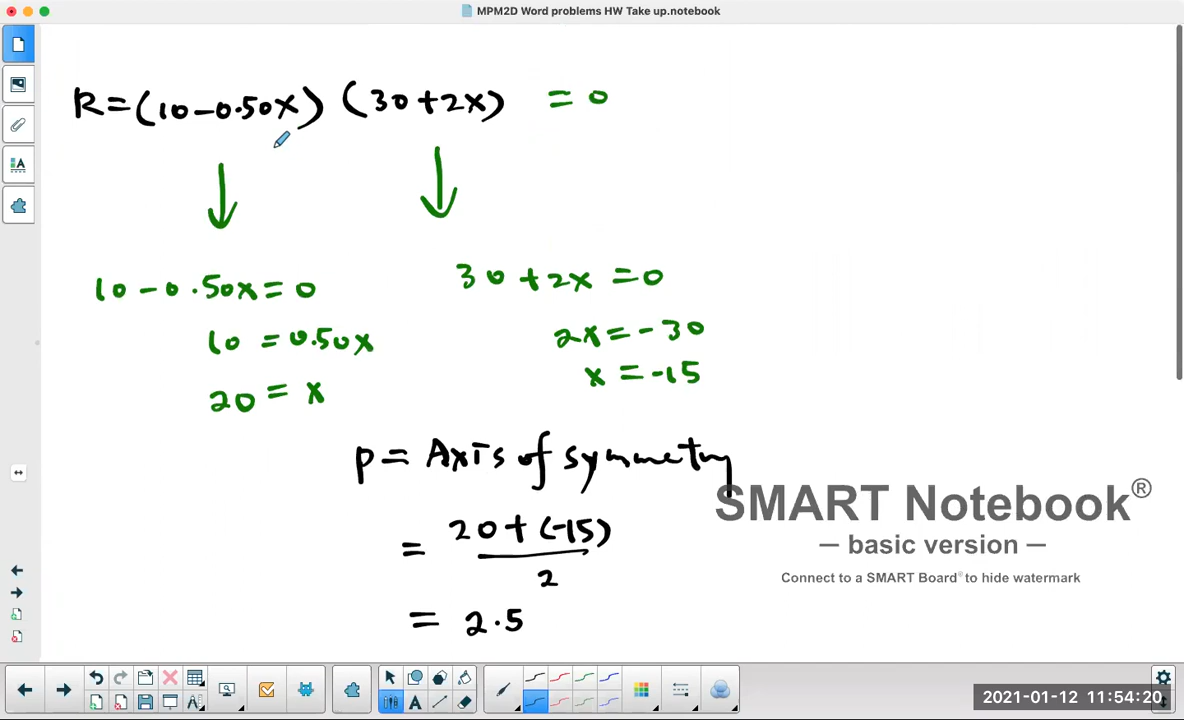 MPM2D Word problems HW Take up.notebook
R=(10-0.50x) (30+2x) = 0
10-0.50x=0
30+2x=0
10=0.50x
2x=-30
20=x
x=-15
p= Axis of symmetry
= 20+(-15)
2
= 2.5
SMART Notebook®
— basic version —
Connect to a SMART Board® to hide watermark
2021-01-12 11:54:20